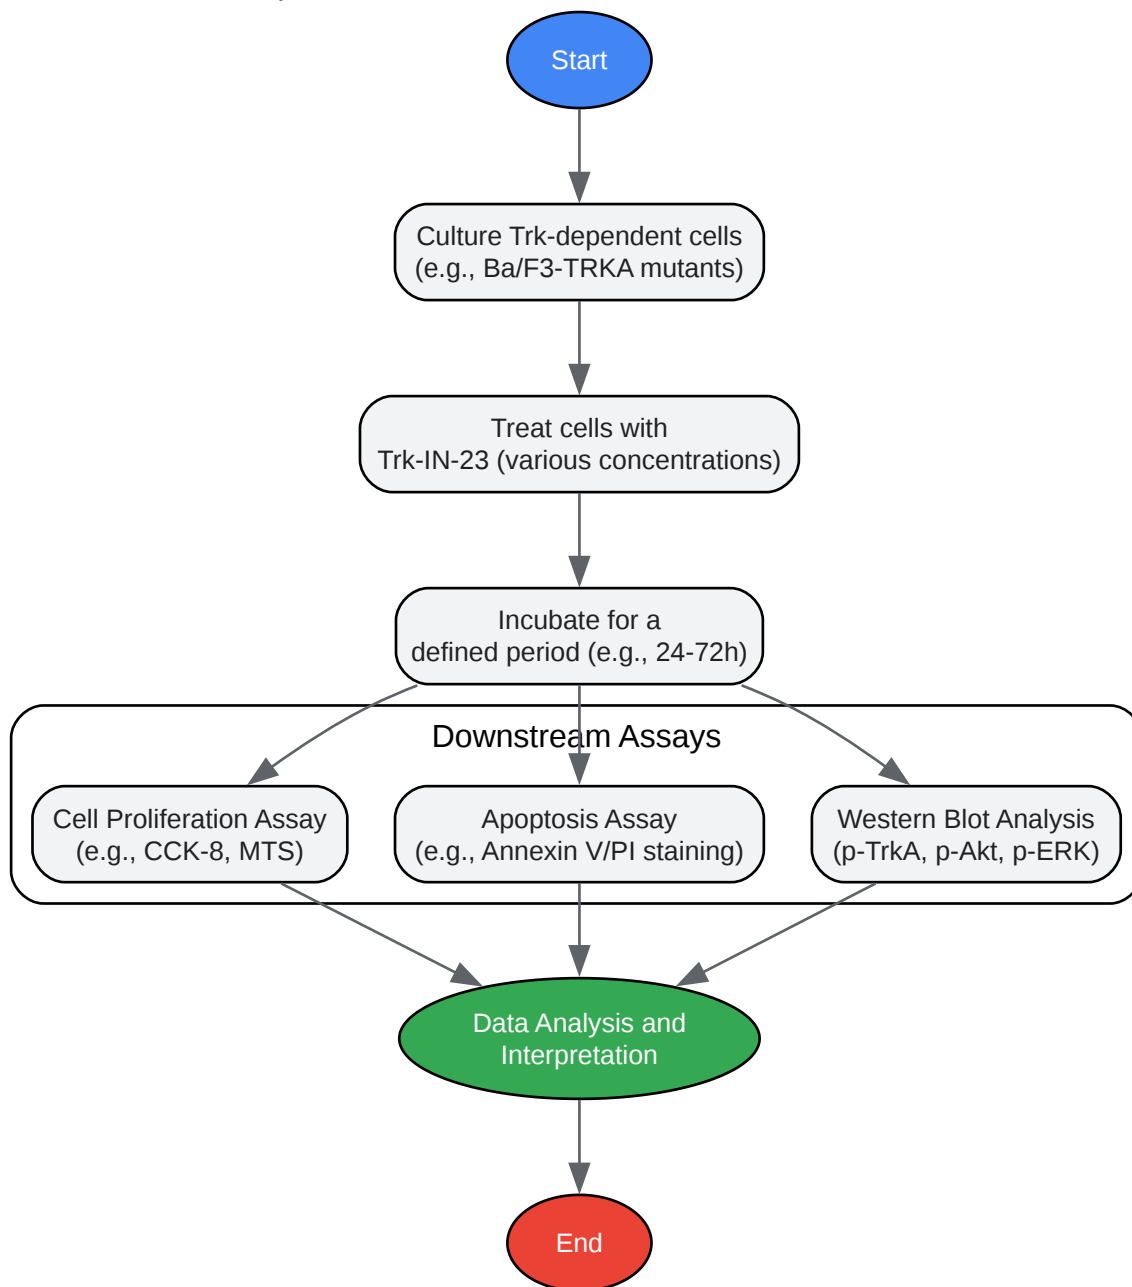 Start
Culture Trk-dependent cells
(e.g., Ba/F3-TRKA mutants)
Treat cells with
Trk-IN-23 (various concentrations)
Incubate for a
defined period (e.g., 24-72h)
Downstream Assays
Cell Proliferation Assay
(e.g., CCK-8, MTS)
Apoptosis Assay
(e.g., Annexin V/PI staining)
Western Blot Analysis
(p-TrkA, p-Akt, p-ERK)
Data Analysis and
Interpretation
End